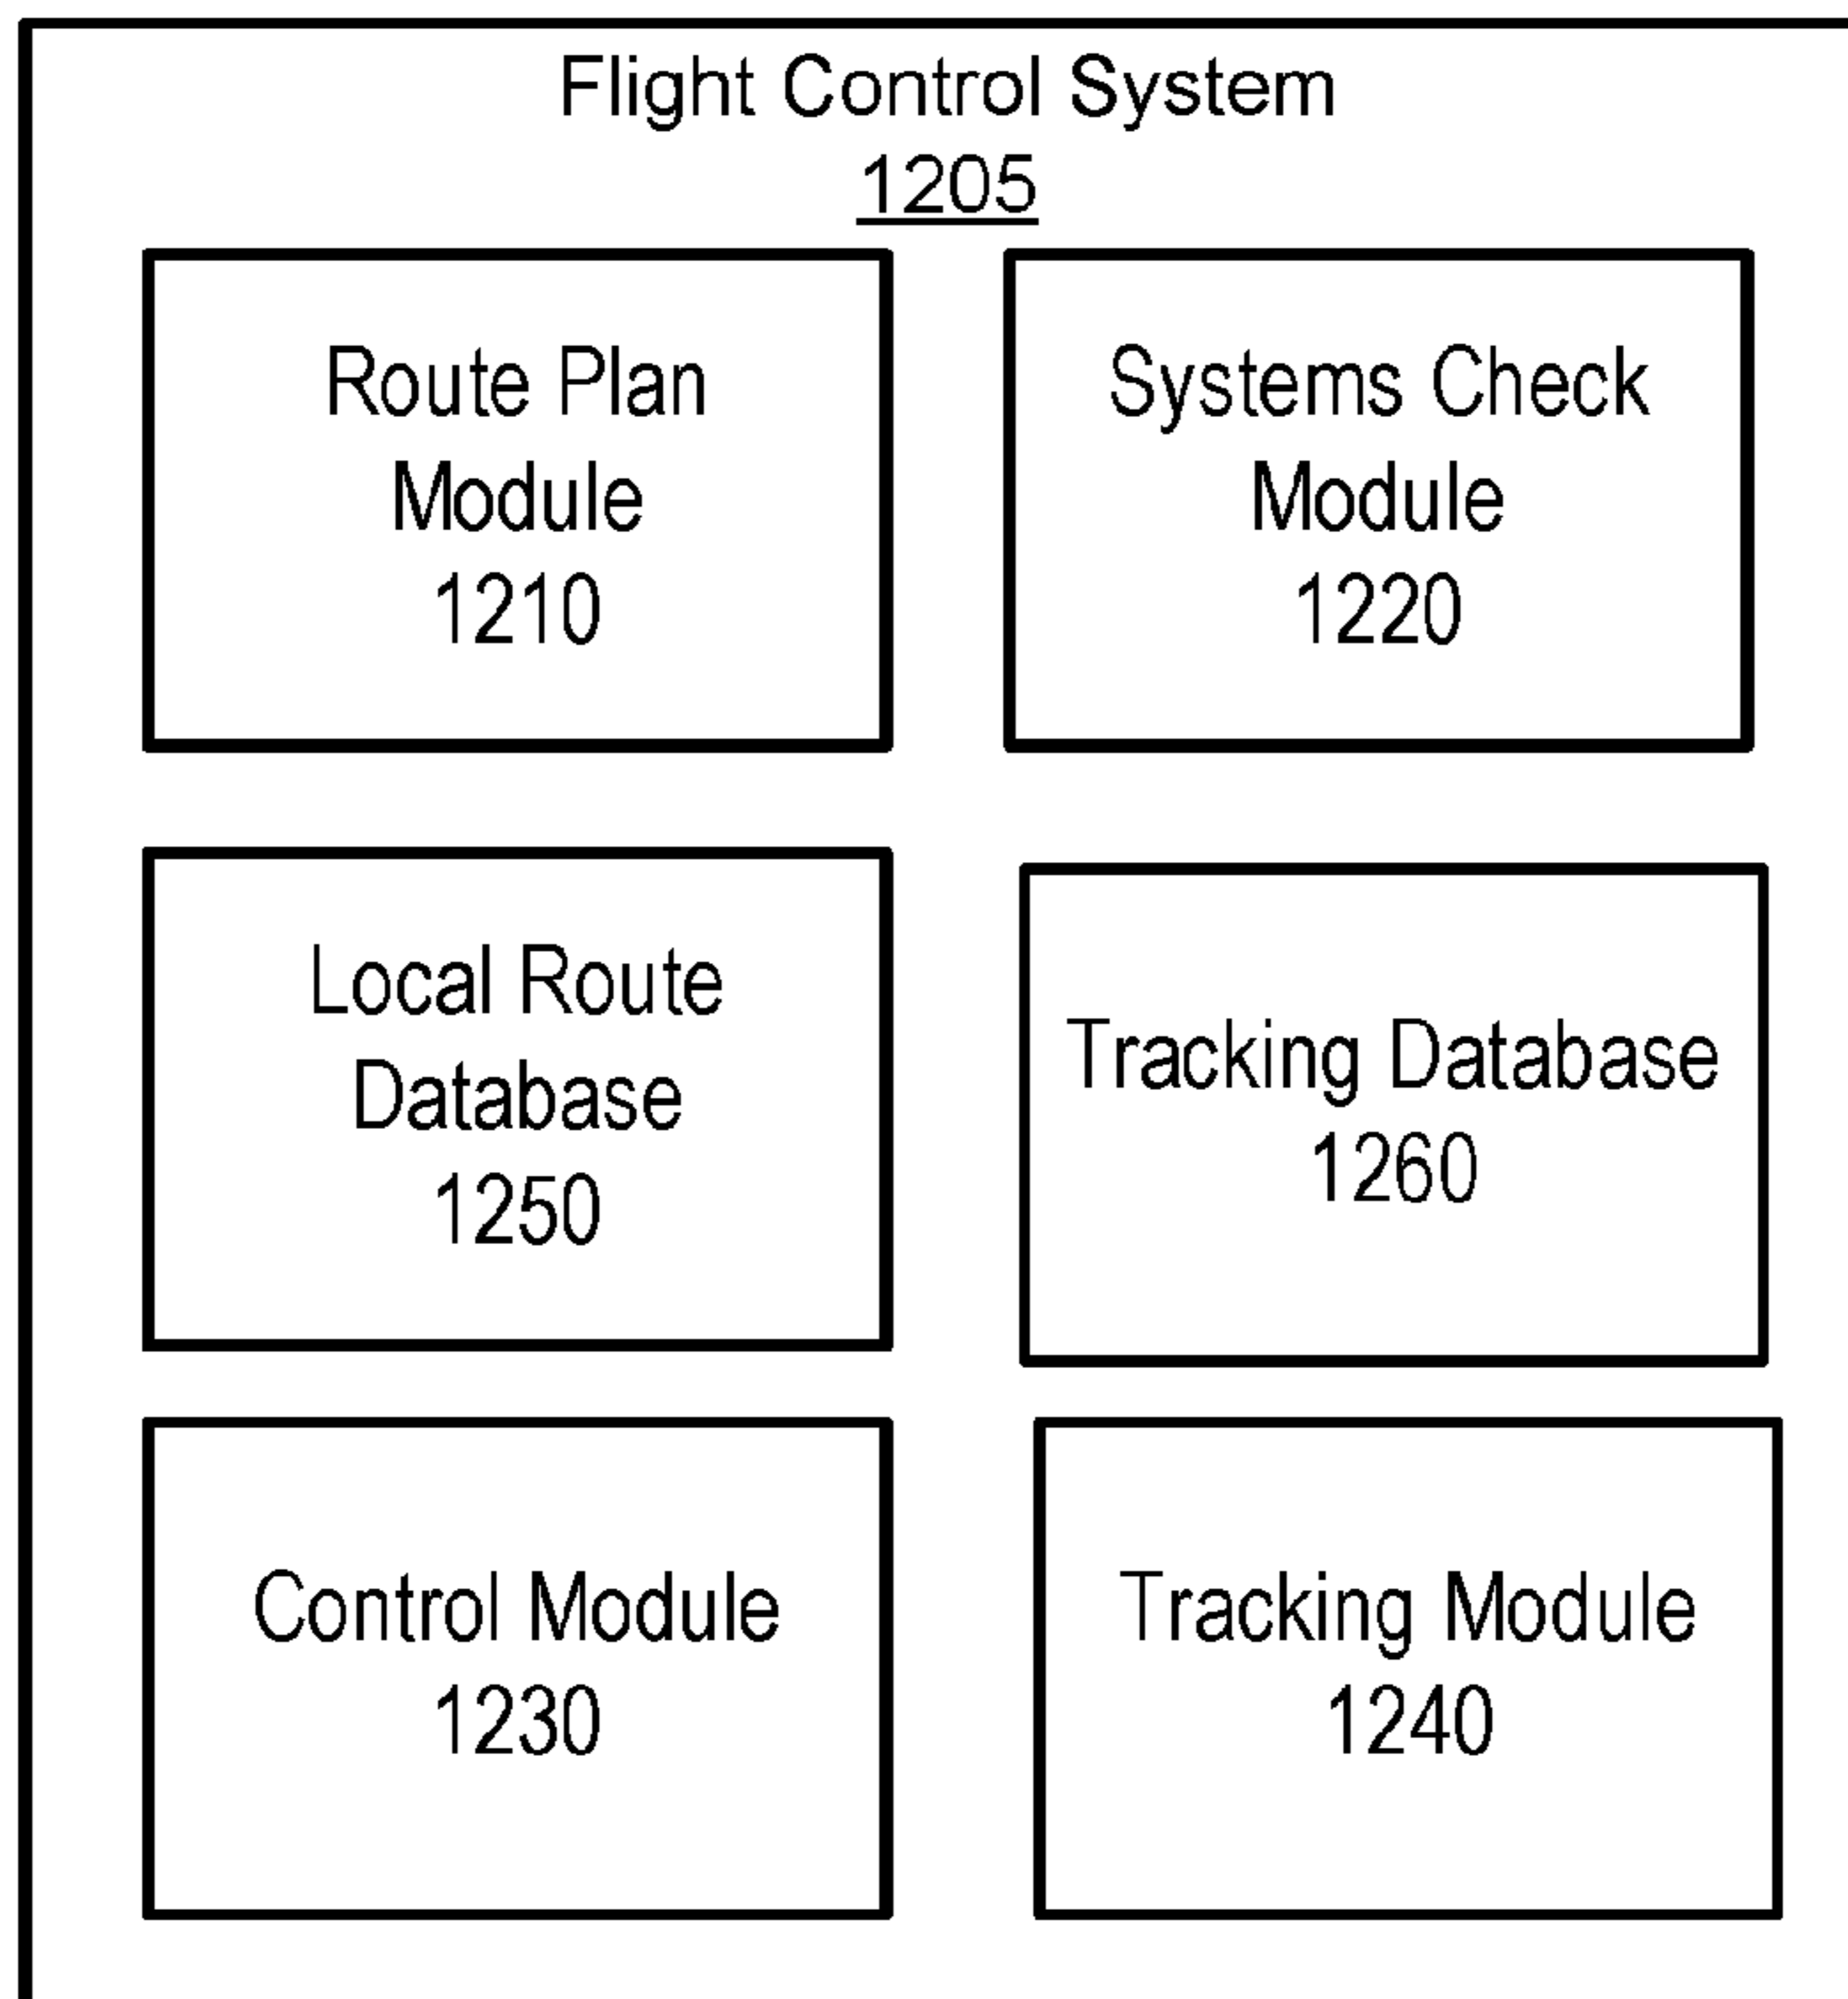 Flight Control System
1205
Route Plan
Module
1210
Systems Check
Module
1220
Local Route
Database
1250
Tracking Database
1260
Control Module
1230
Tracking Module
1240